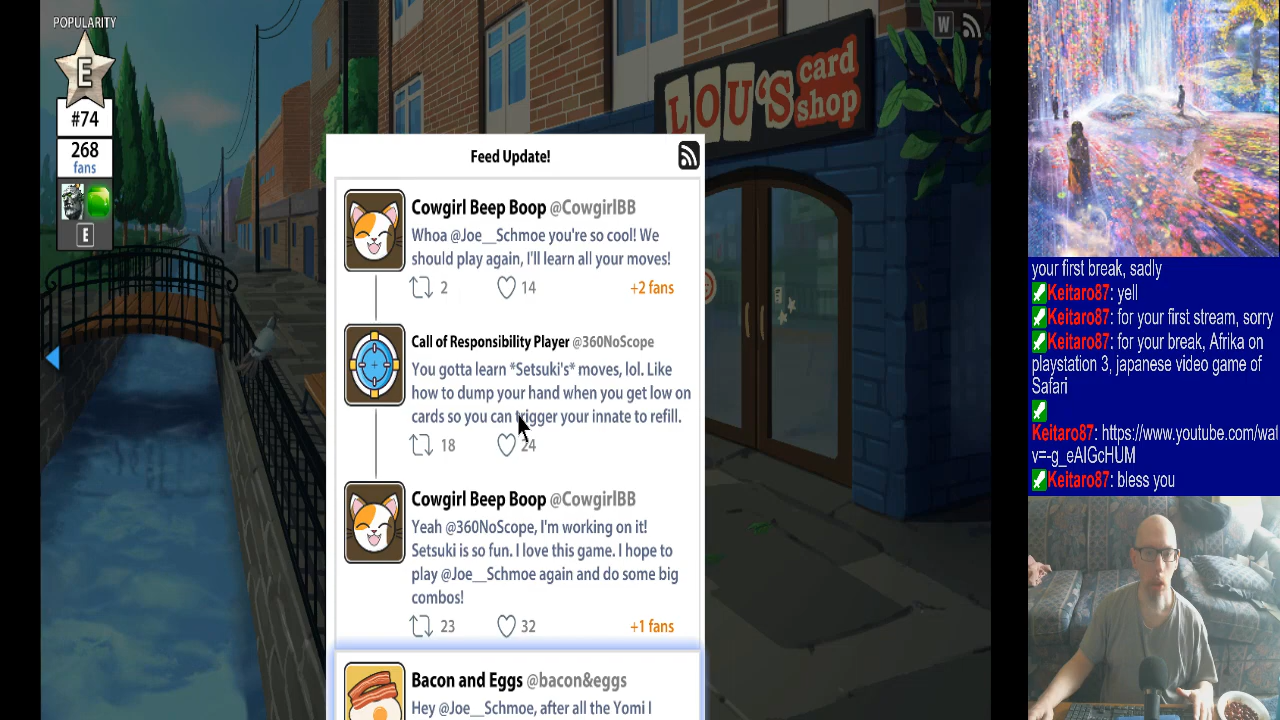 POPULARITY
E
#74
268
fans
E
LOU'S card shop
W
Feed Update!
Cowgirl Beep Boop @CowgirlBB
Whoa @Joe__Schmoe you're so cool! We
should play again, I'll learn all your moves!
2 14 +2 fans
Call of Responsibility Player @360NoScope
You gotta learn *Setsuki's* moves, lol. Like
how to dump your hand when you get low on
cards so you can trigger your innate to refill.
18 24
Cowgirl Beep Boop @CowgirlBB
Yeah @360NoScope, I'm working on it!
Setsuki is so fun. I love this game. I hope to
play @Joe__Schmoe again and do some big
combos!
23 32 +1 fans
Bacon and Eggs @bacon&eggs
Hey @Joe__Schmoe, after all the Yomi I
your first break, sadly
Keitaro87: yell
Keitaro87: for your first stream, sorry
Keitaro87: for your break, Afrika on
playstation 3, japanese video game of
Safari
Keitaro87: https://www.youtube.com/wat
v=-g_eAIGcHUM
Keitaro87: bless you